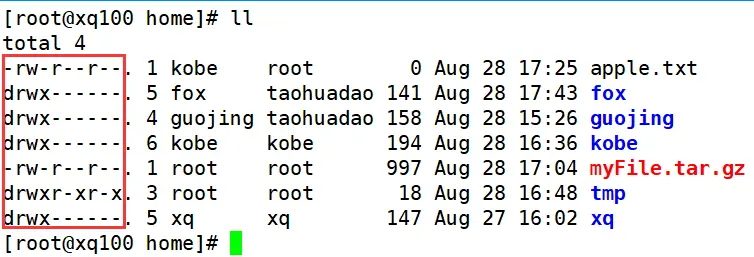 [root@xq100 home]# ll
total 4
-rw-r--r--. 1 kobe    root        0 Aug 28 17:25 apple.txt
drwx------. 5 fox     taohuadao 141 Aug 28 17:43 fox
drwx------. 4 guojing taohuadao 158 Aug 28 15:26 guojing
drwx------. 6 kobe    kobe      194 Aug 28 16:36 kobe
-rw-r--r--. 1 root    root      997 Aug 28 17:04 myFile.tar.gz
drwxr-xr-x. 3 root    root       18 Aug 28 16:48 tmp
drwx------. 5 xq      xq        147 Aug 27 16:02 xq
[root@xq100 home]#